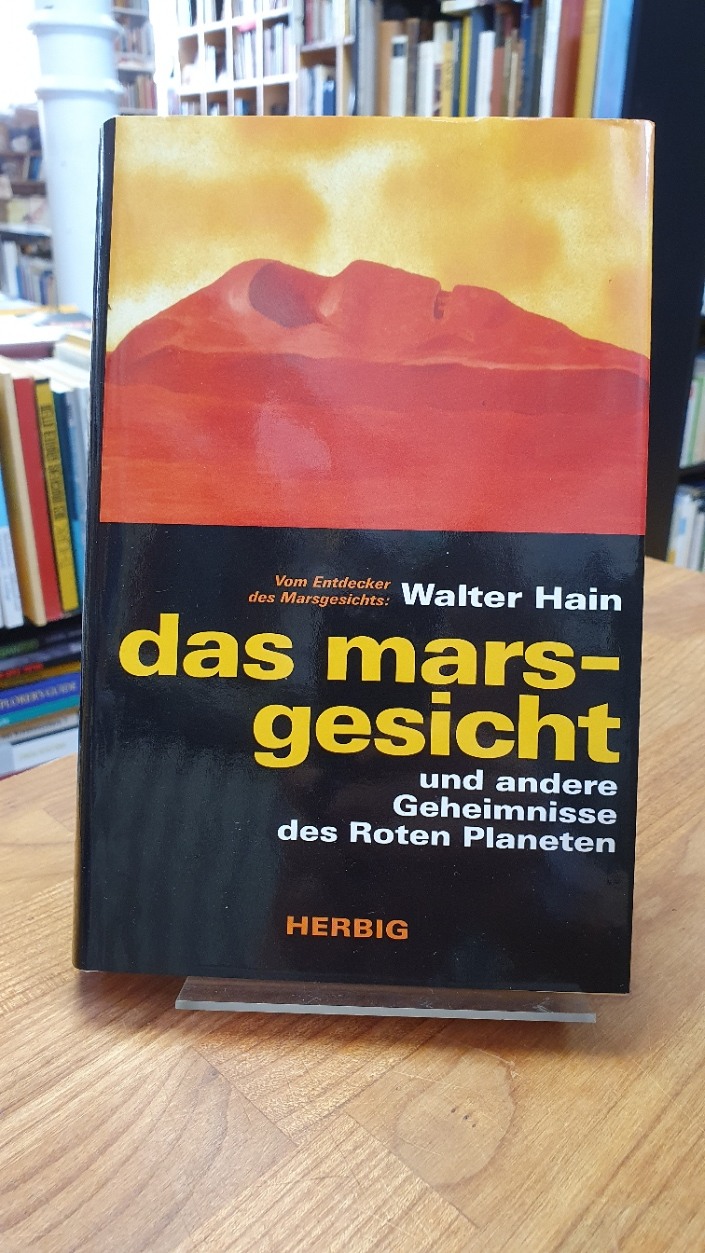 Vom Entdecker
des Marsgesichts: Walter Hain
das mars-
gesicht
und andere
Geheimnisse
des Roten Planeten
HERBIG